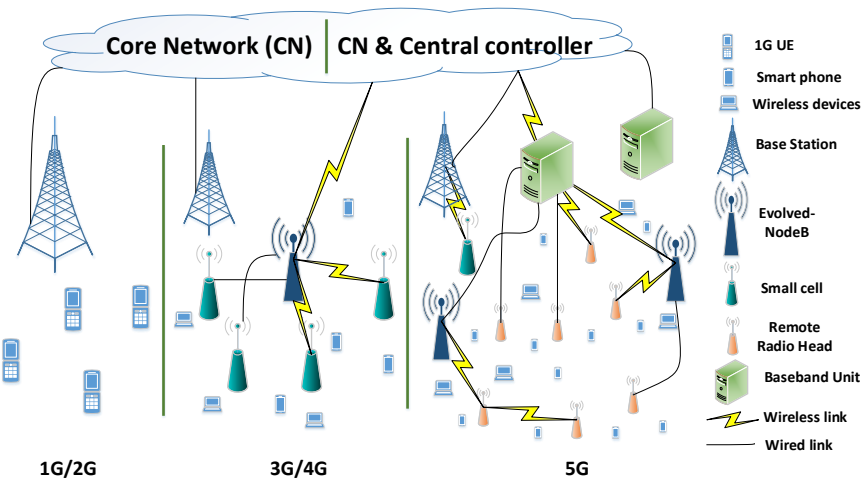 Core Network (CN) CN & Central controller
1G UE
Smart phone
Wireless devices
Base Station
Evolved-
NodeB
Small cell
Remote
Radio Head
Baseband Unit
Wireless link
Wired link
1G/2G
3G/4G
5G